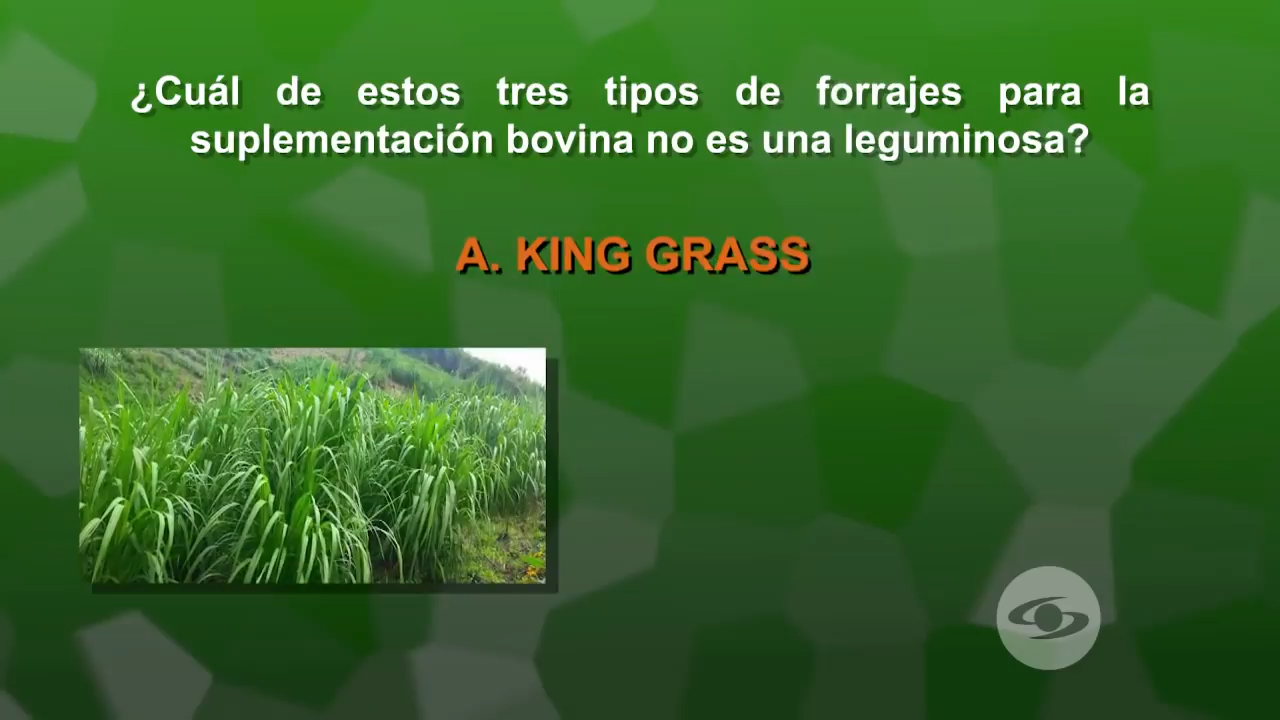 ¿Cuál de estos tres tipos de forrajes para la
suplementación bovina no es una leguminosa?
A. KING GRASS